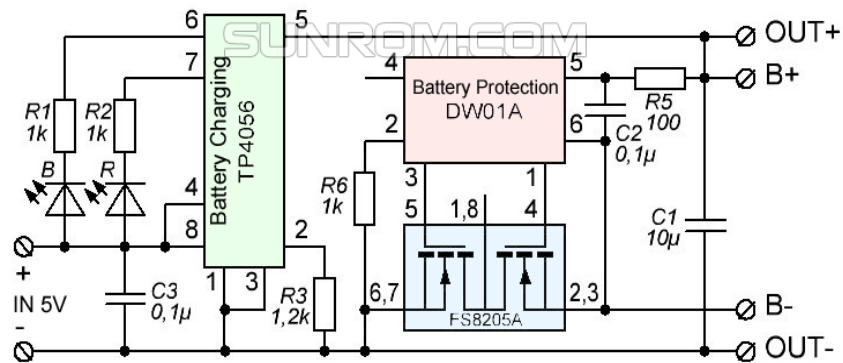 SUNROM.COM
6
5
OUT+
7
4
Battery Protection
DW01A
5
B+
R1
1k
R2
1k
Battery Charging
TP4056
R5
100
2
6
C2
0,1µ
B
R
4
R6
1k
3
1
5
1,8
4
C1
10µ
8
2
+
IN 5V
-
C3
0,1µ
1
3
R3
1,2k
6,7
2,3
FS8205A
B-
OUT-